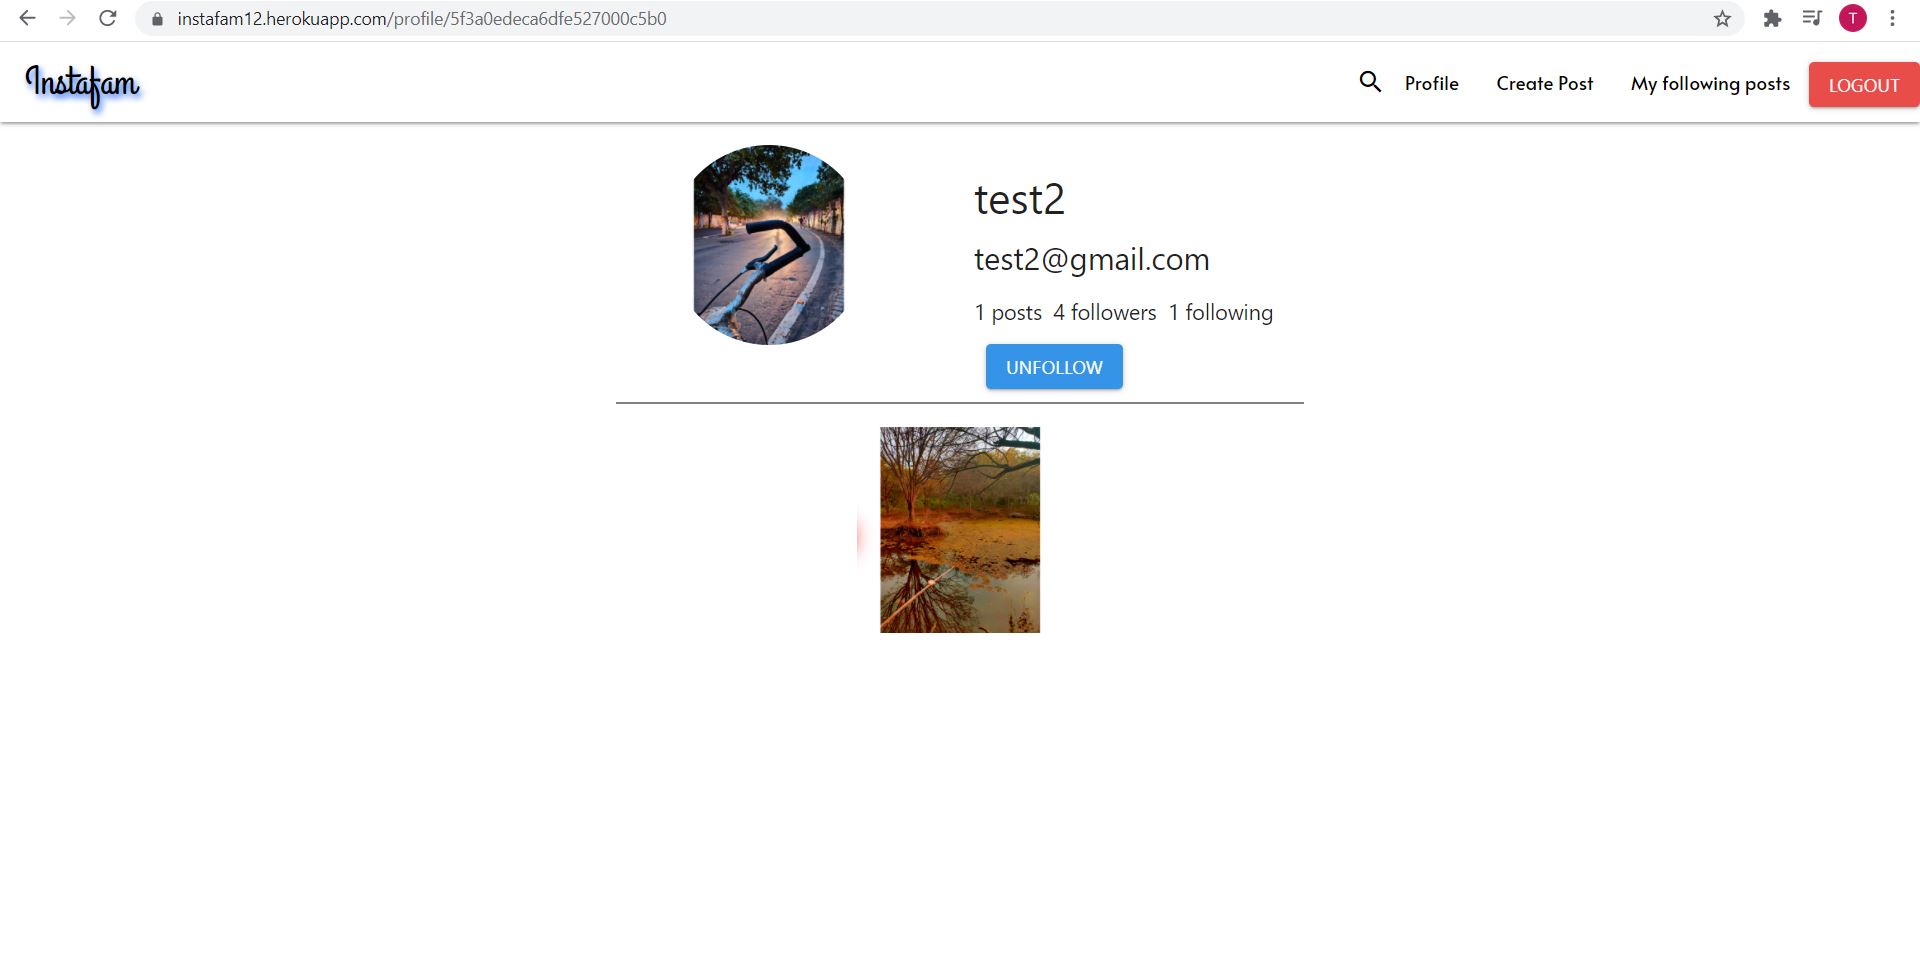 instafam12.herokuapp.com/profile/5f3a0edeca6dfe527000c5b0
T
Instafam
Profile
Create Post
My following posts
LOGOUT
test2
test2@gmail.com
1 posts 4 followers 1 following
UNFOLLOW